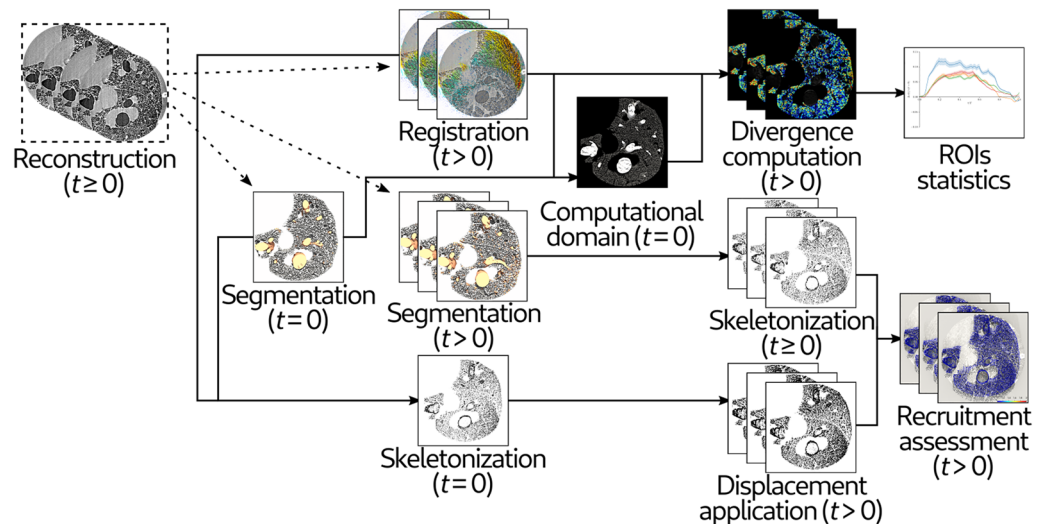 Reconstruction
(t≥0)
Registration
(t>0)
Divergence
computation
(t>0)
ROIs
statistics
Computational
domain (t=0)
Segmentation
(t=0)
Segmentation
(t>0)
Skeletonization
(t≥0)
Skeletonization
(t=0)
Displacement
application (t>0)
Recruitment
assessment
(t>0)